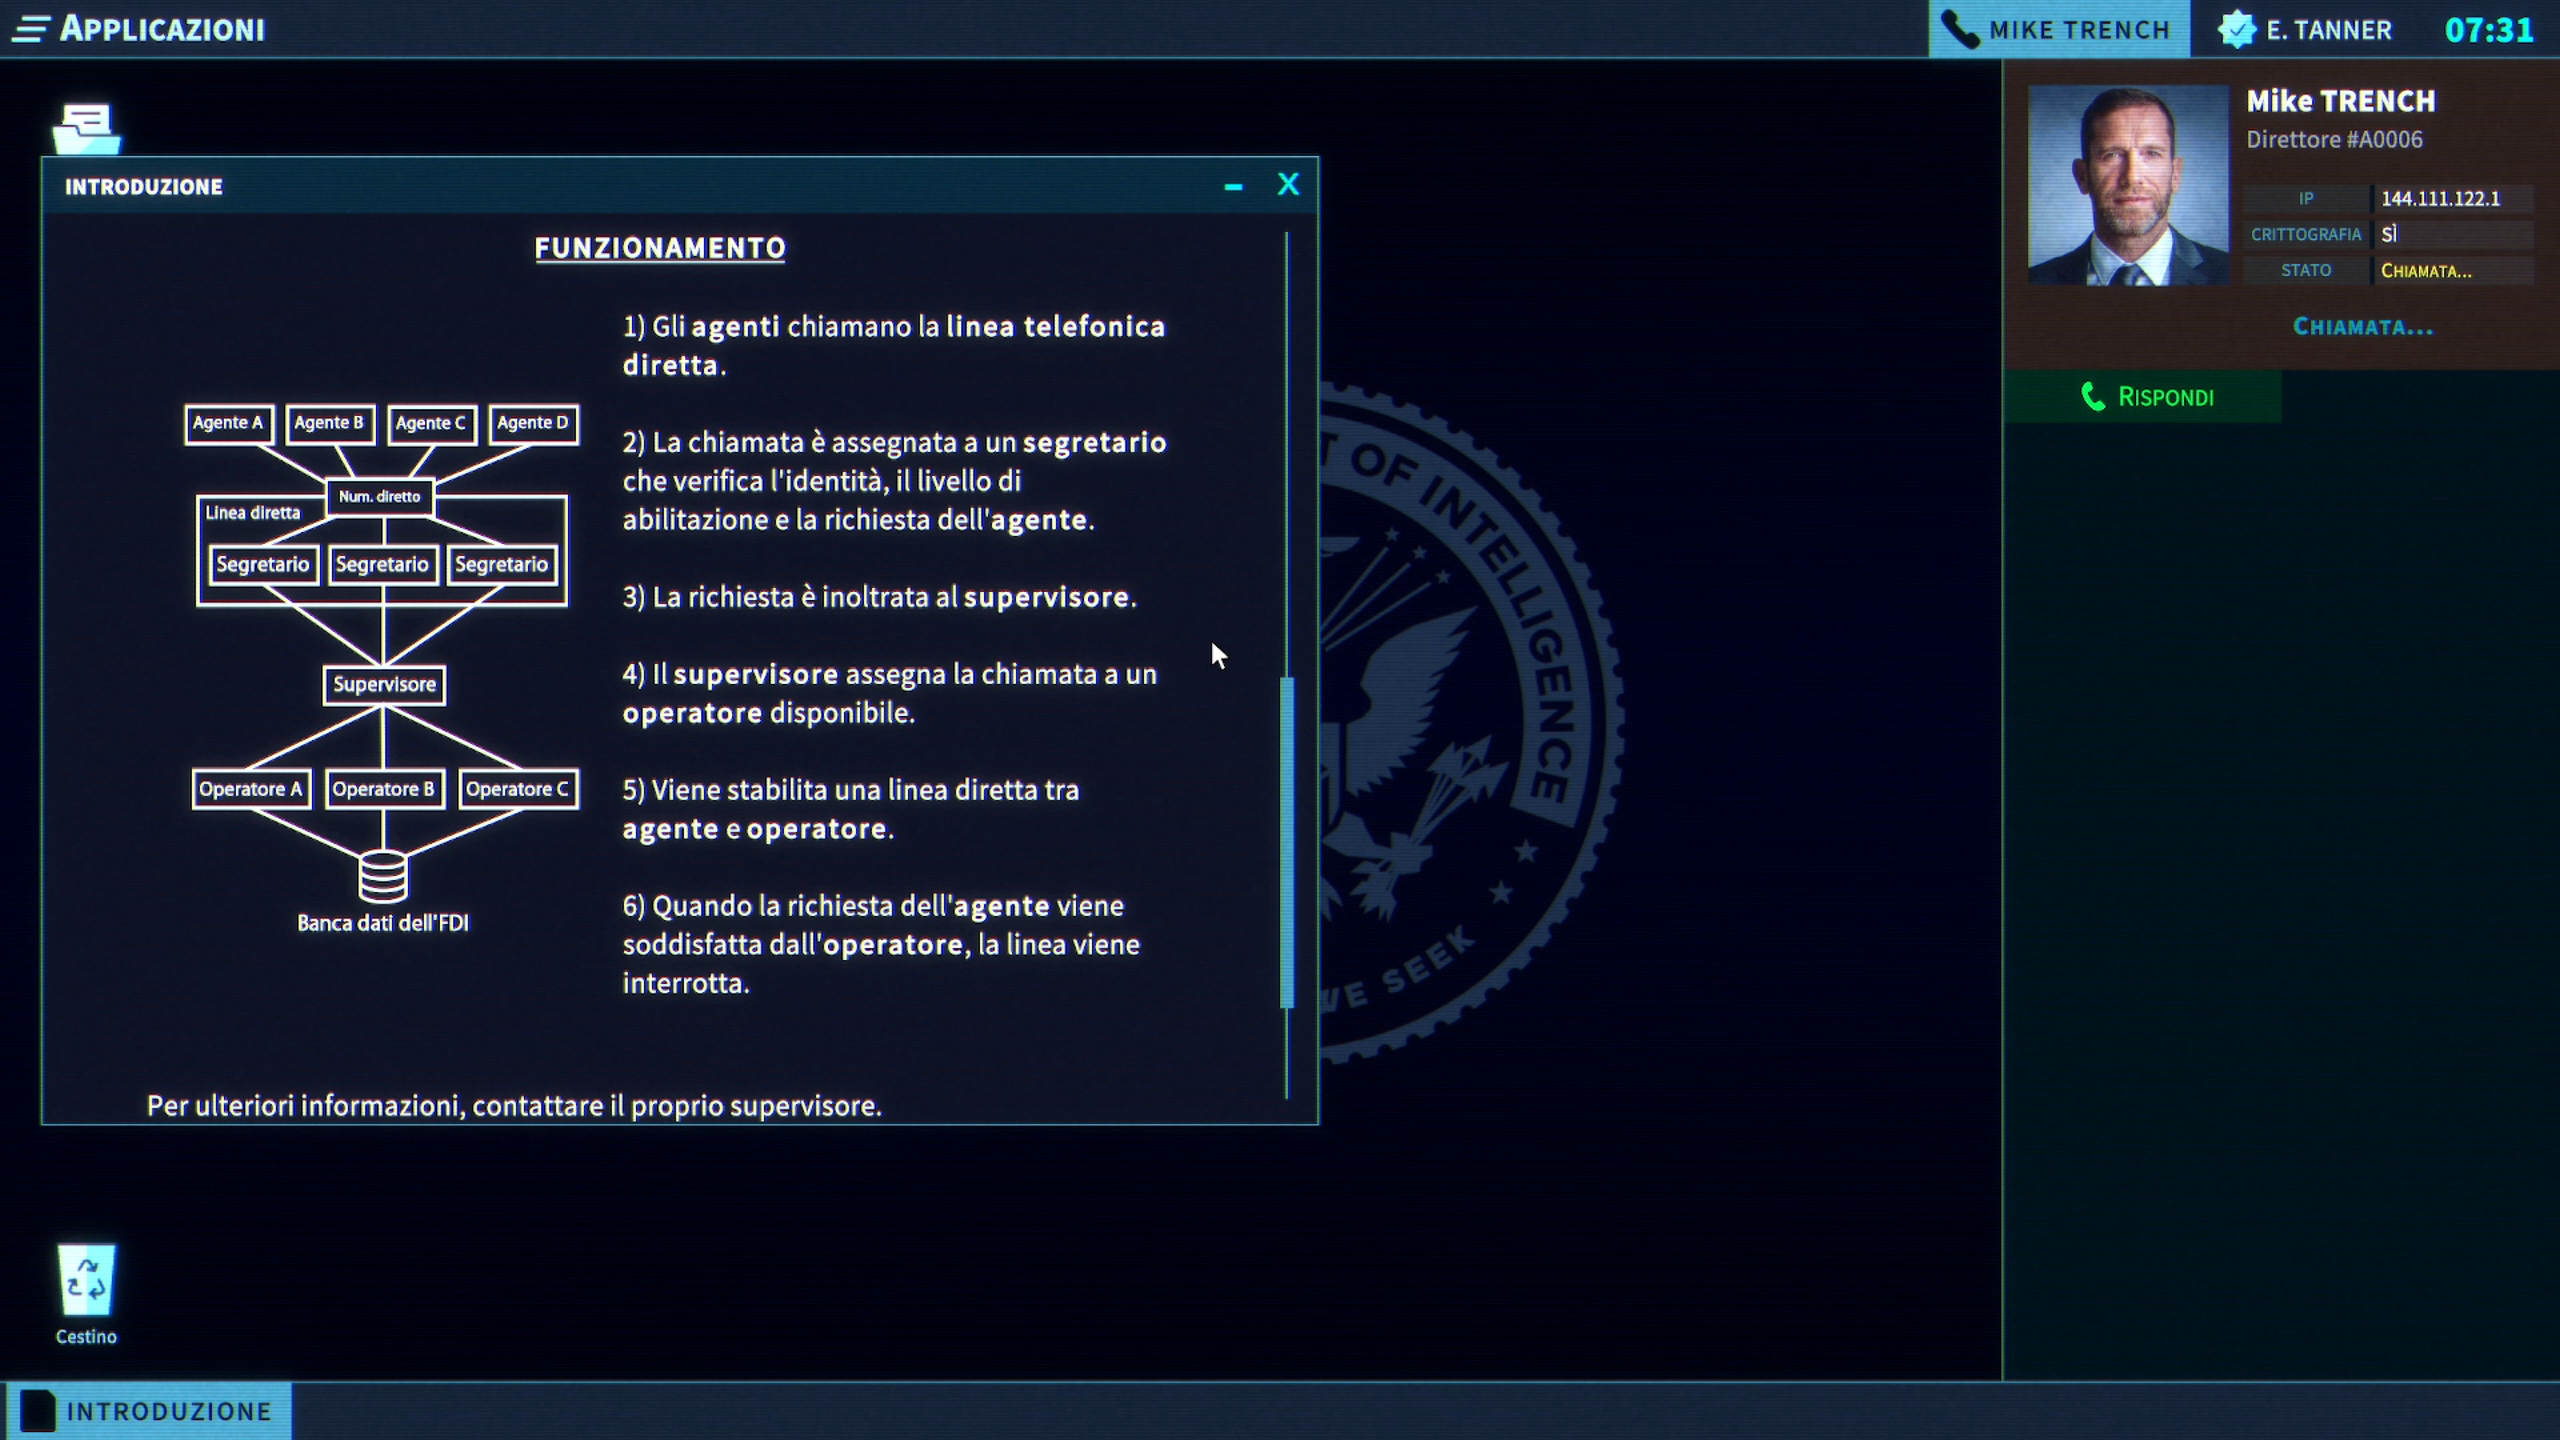 APPLICAZIONI
MIKE TRENCH
E. TANNER
07:31
Mike TRENCH
Direttore #A0006
IP
144.111.122.1
CRITTOGRAFIA
SÌ
STATO
CHIAMATA...
CHIAMATA...
RISPONDI
INTRODUZIONE
X
FUNZIONAMENTO
1) Gli agenti chiamano la linea telefonica
diretta.
2) La chiamata è assegnata a un segretario
che verifica l'identità, il livello di
abilitazione e la richiesta dell'agente.
3) La richiesta è inoltrata al supervisore.
4) Il supervisore assegna la chiamata a un
operatore disponibile.
5) Viene stabilita una linea diretta tra
agente e operatore.
6) Quando la richiesta dell'agente viene
soddisfatta dall'operatore, la linea viene
interrotta.
Agente A
Agente B
Agente C
Agente D
Num. diretto
Linea diretta
Segretario
Segretario
Segretario
Supervisore
Operatore A
Operatore B
Operatore C
Banca dati dell'FDI
Per ulteriori informazioni, contattare il proprio supervisore.
OF INTELLIGENCE
WE SEEK
Cestino
INTRODUZIONE